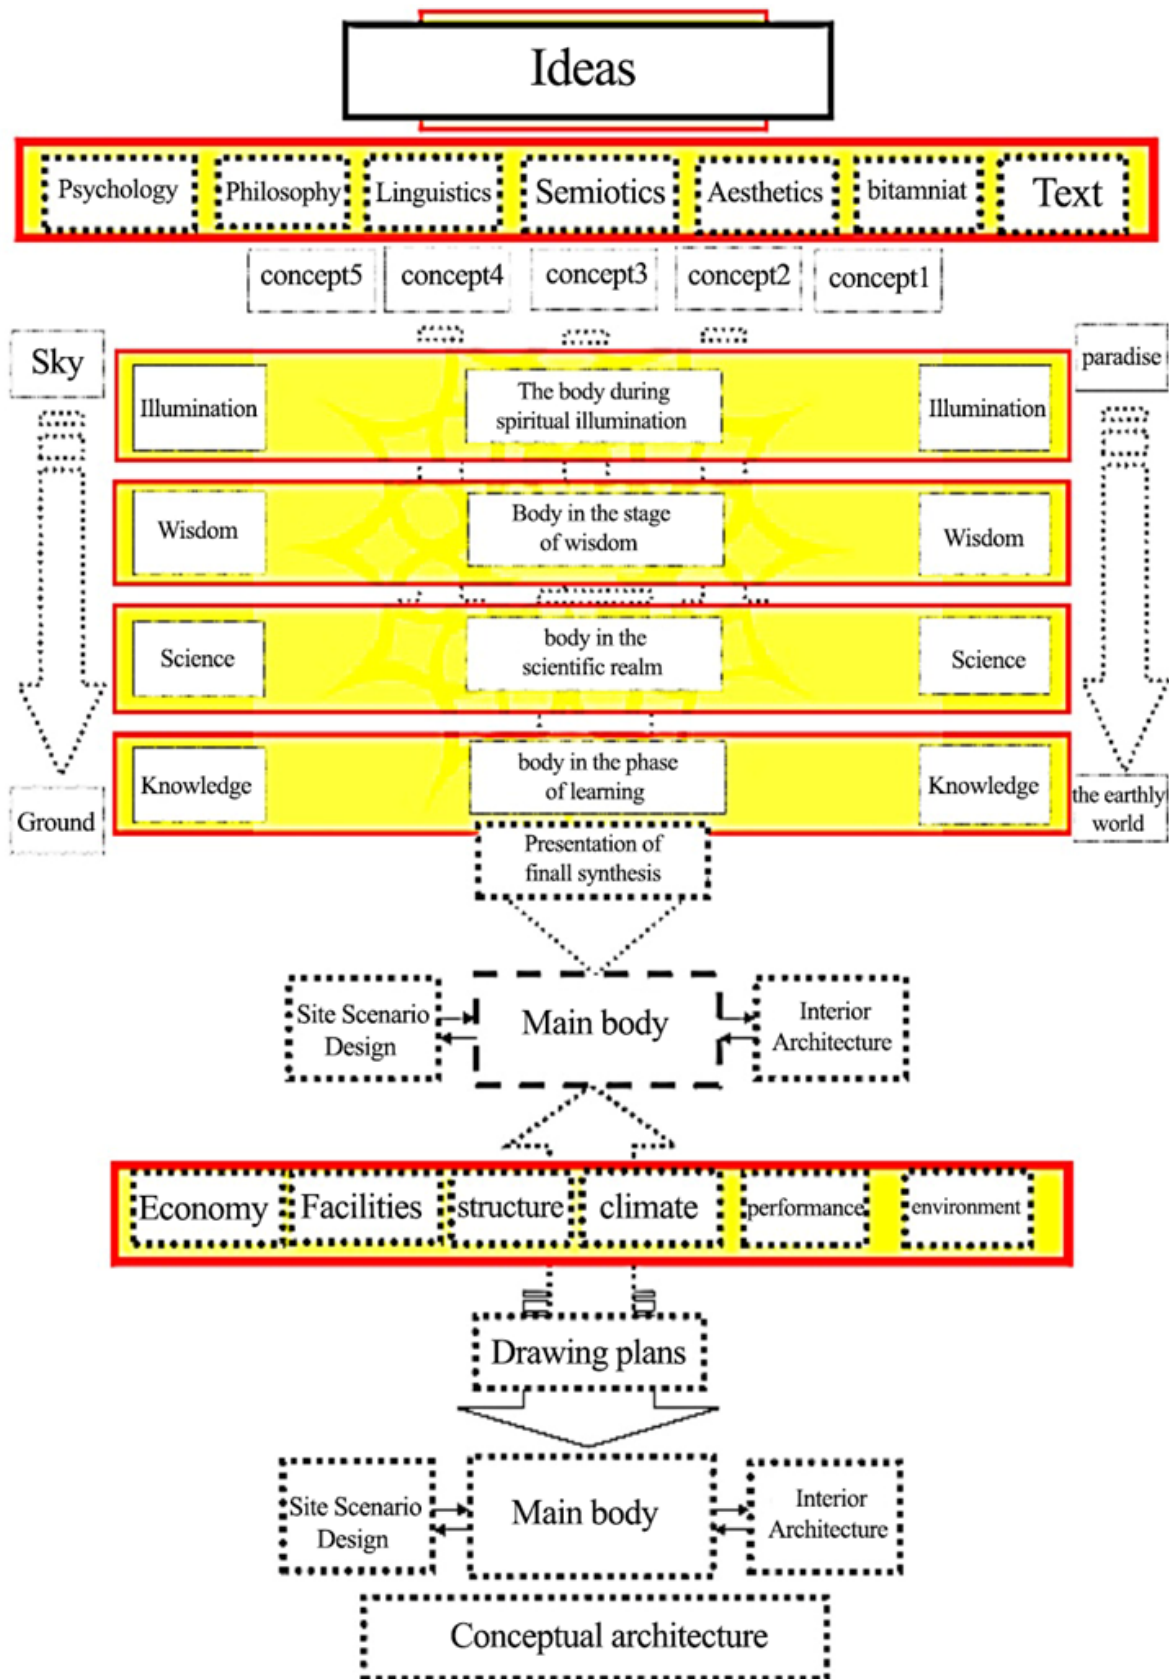 Ideas
Psychology
Philosophy
Linguistics
Semiotics
Aesthetics
bitamniat
Text
concept5
concept4
concept3
concept2
concept1
Sky
paradise
Illumination
The body during
spiritual illumination
Illumination
Wisdom
Body in the stage
of wisdom
Wisdom
Science
body in the
scientific realm
Science
Knowledge
body in the phase
of learning
Knowledge
Ground
the earthly
world
Presentation of
finall synthesis
Site Scenario
Design
Main body
Interior
Architecture
Economy
Facilities
structure
climate
performance
environment
Drawing plans
Site Scenario
Design
Main body
Interior
Architecture
Conceptual architecture